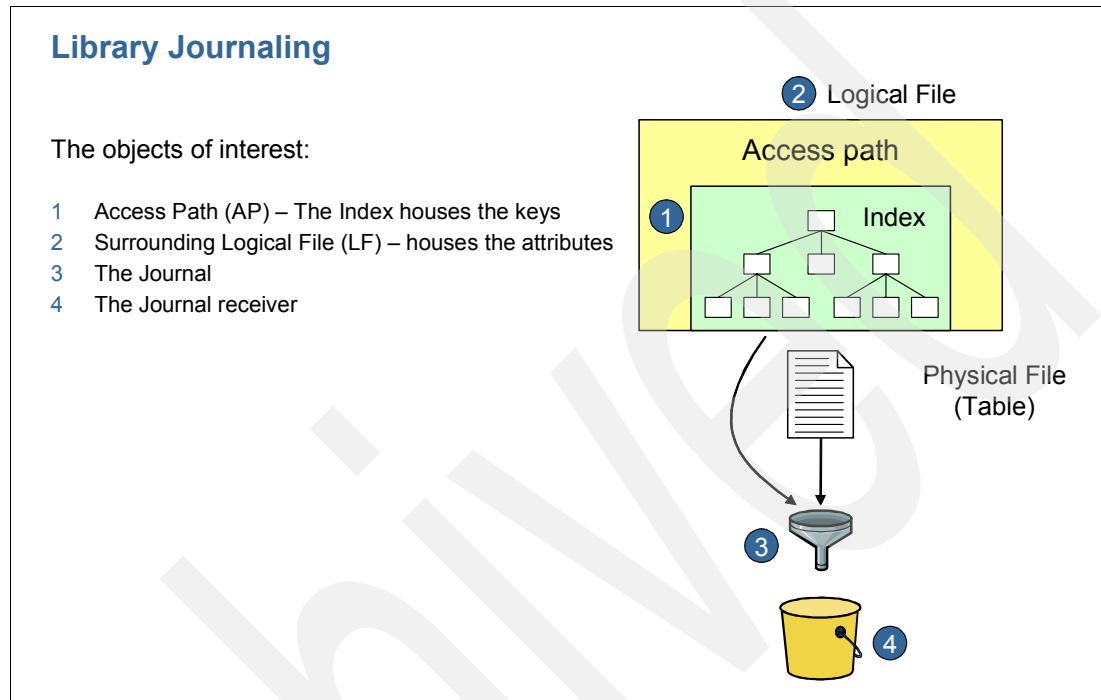 Library Journaling
The objects of interest:
1 Access Path (AP) – The Index houses the keys
2 Surrounding Logical File (LF) – houses the attributes
3 The Journal
4 The Journal receiver
2 Logical File
Access path
1
Index
Physical File
(Table)
3
4
hived